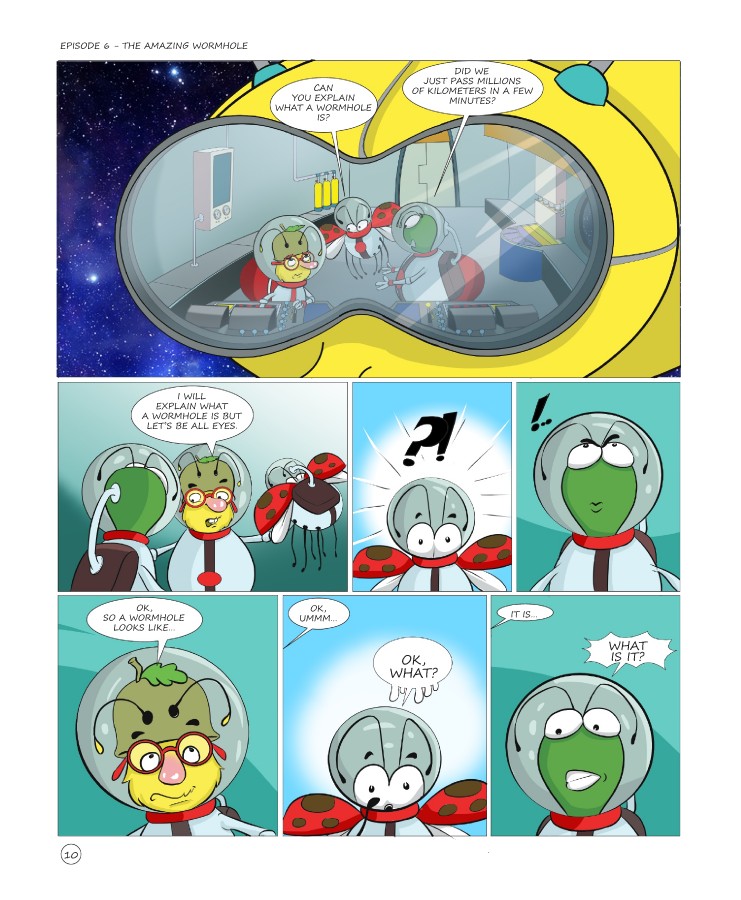 EPISODE 6 - THE AMAZING WORMHOLE
CAN
YOU EXPLAIN
WHAT A WORMHOLE
IS?
DID WE
JUST PASS MILLIONS
OF KILOMETERS IN A FEW
MINUTES?
I WILL
EXPLAIN WHAT
A WORMHOLE IS BUT
LET'S BE ALL EYES.
?!
!..
OK,
SO A WORMHOLE
LOOKS LIKE...
OK,
UMMM...
OK,
WHAT?
IT IS...
WHAT
IS IT?
10